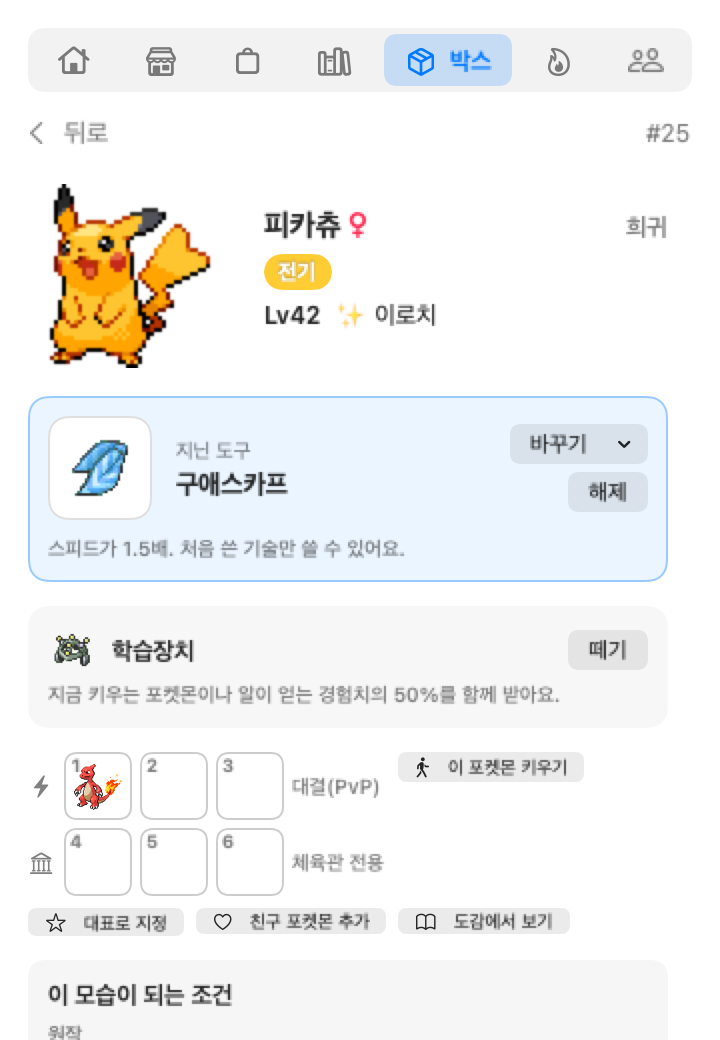 박스
뒤로
#25
피카츄 ♀
희귀
전기
Lv42 ✨ 이로치
지닌 도구
구애스카프
바꾸기
해제
스피드가 1.5배. 처음 쓴 기술만 쓸 수 있어요.
학습장치
떼기
지금 키우는 포켓몬이나 알이 얻는 경험치의 50%를 함께 받아요.
1 2 3 대결(PvP)
이 포켓몬 키우기
4 5 6 체육관 전용
대표로 지정
친구 포켓몬 추가
도감에서 보기
이 모습이 되는 조건
원작